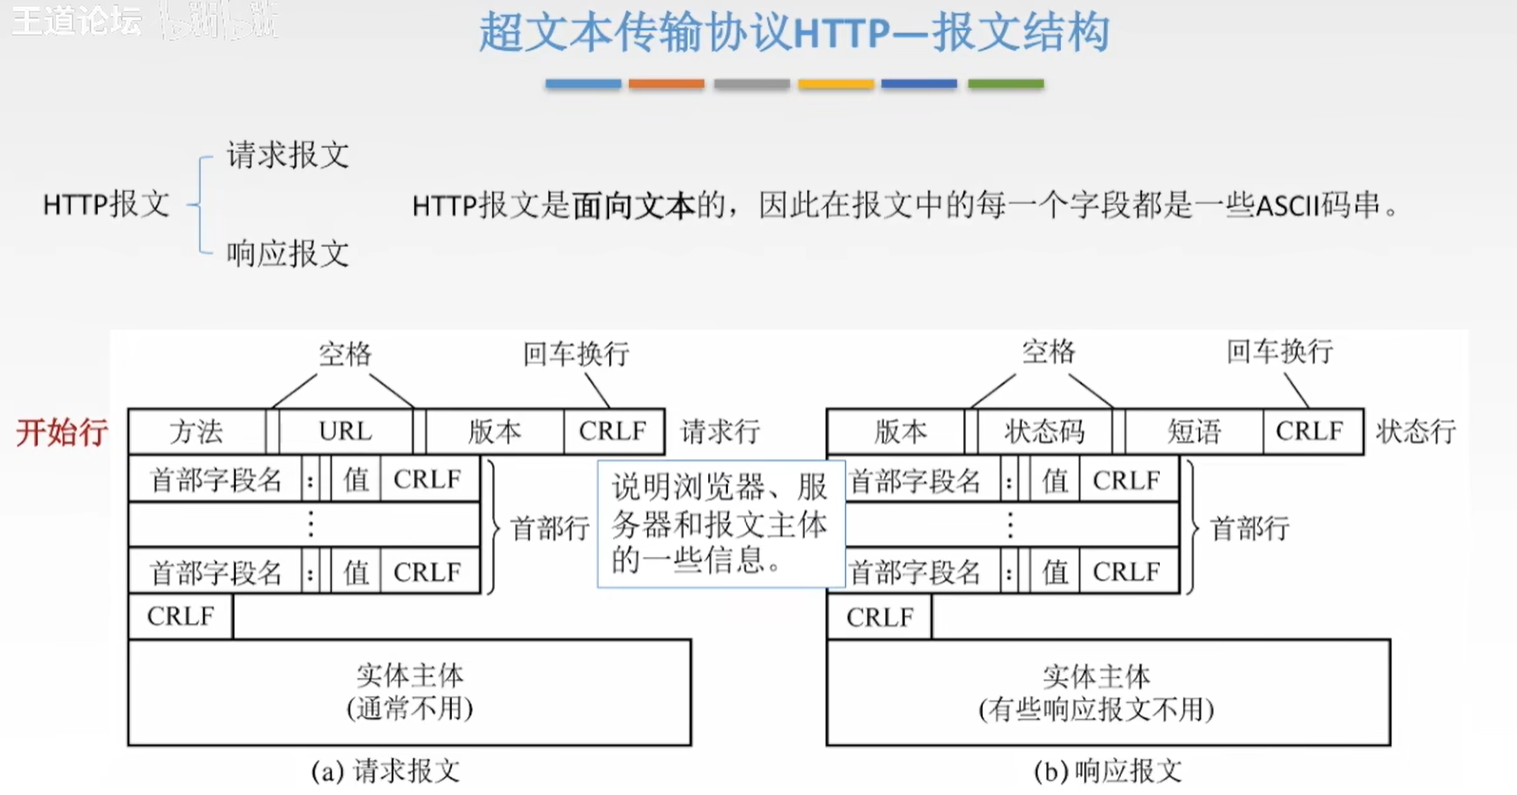 王道论坛 bilibili
超文本传输协议HTTP—报文结构
请求报文
HTTP报文
HTTP报文是面向文本的，因此在报文中的每一个字段都是一些ASCII码串。
响应报文
空格 回车换行
开始行 方法 URL 版本 CRLF 请求行
首部字段名 : 值 CRLF
⋮
首部行
首部字段名 : 值 CRLF
CRLF
实体主体
(通常不用)
(a) 请求报文
说明浏览器、服
务器和报文主体
的一些信息。
空格 回车换行
版本 状态码 短语 CRLF 状态行
首部字段名 : 值 CRLF
⋮
首部行
首部字段名 : 值 CRLF
CRLF
实体主体
(有些响应报文不用)
(b) 响应报文